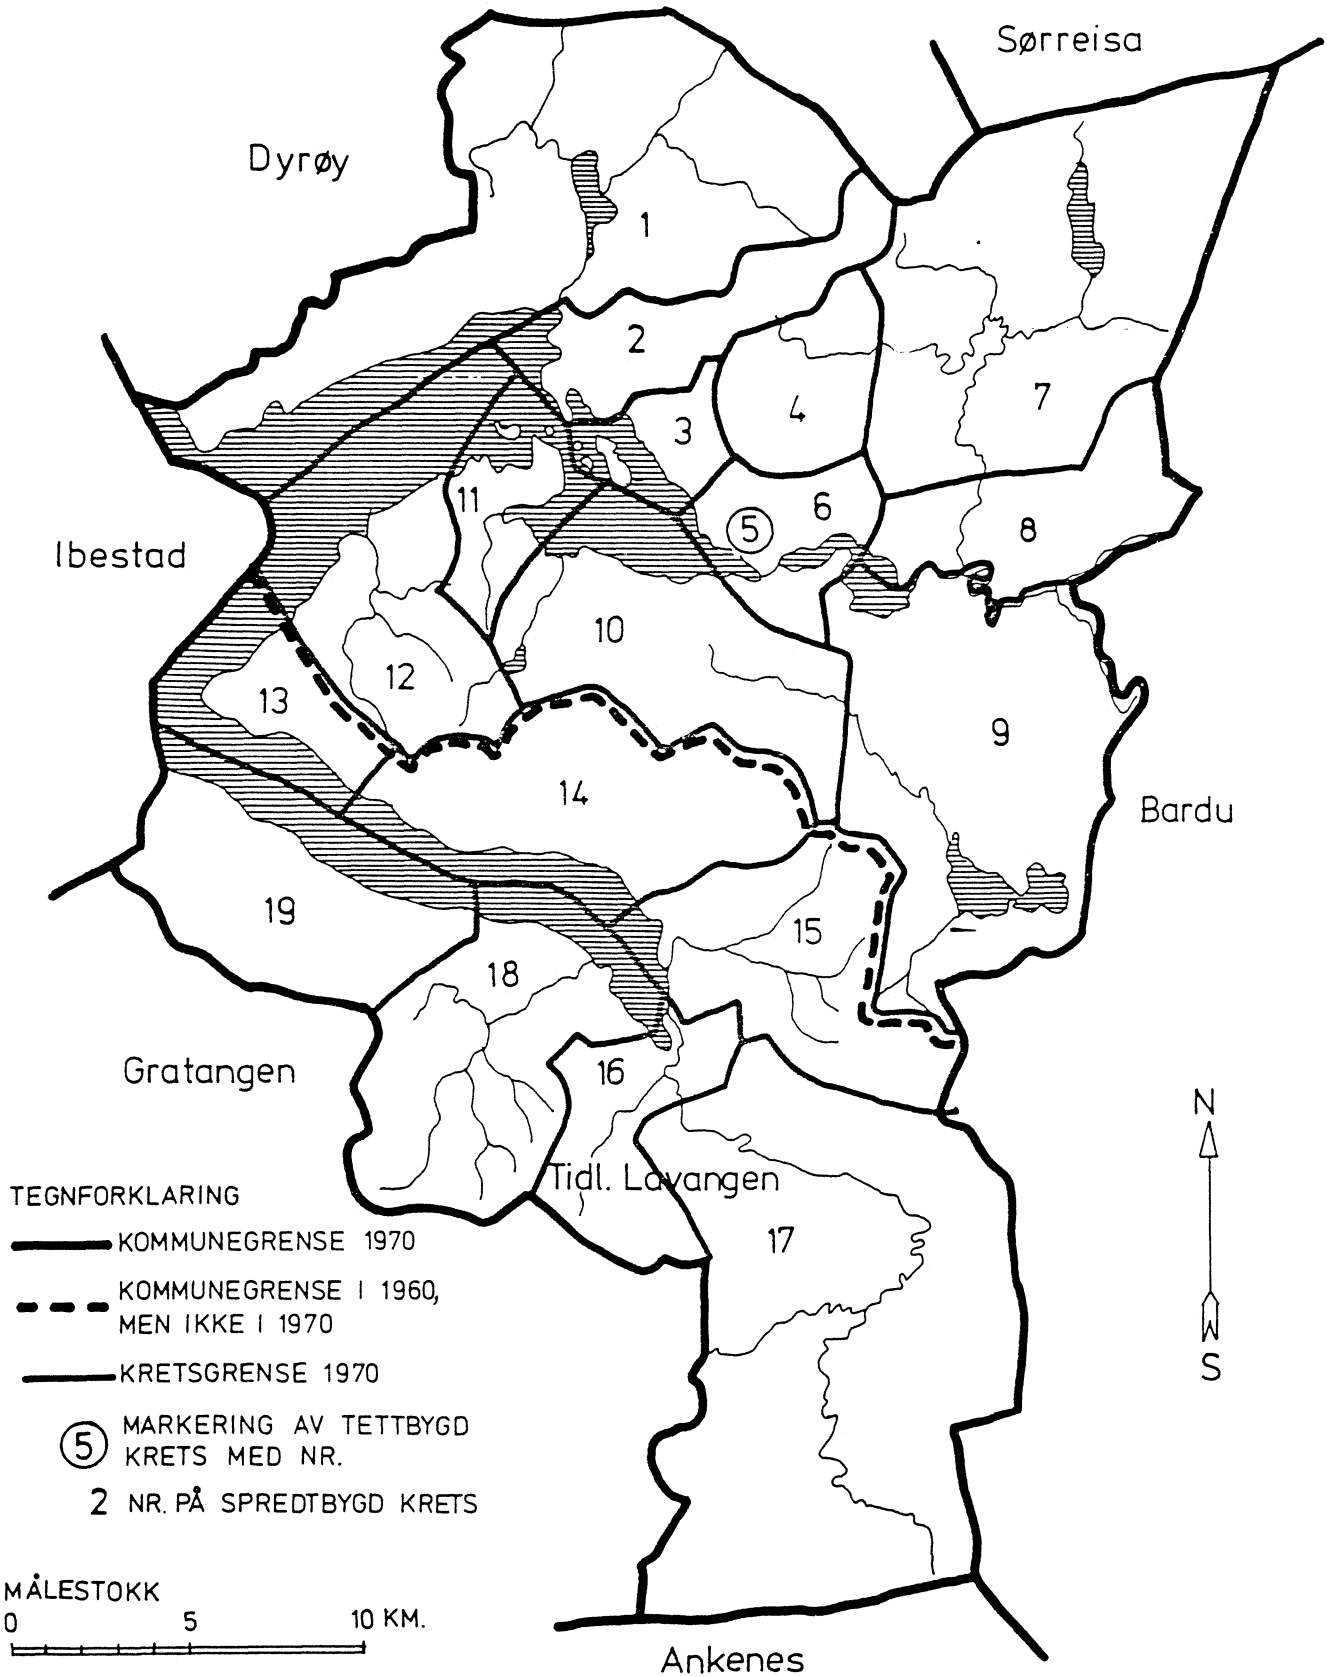 Sørreisa
Dyrøy
1
2
3
4
7
11
6
5
8
Ibestad
10
12
13
9
14
Bardu
19
15
18
Gratangen
16
N
Tidl. Lavangen
17
S
TEGNFORKLARING
KOMMUNEGRENSE 1970
KOMMUNEGRENSE I 1960,
MEN IKKE I 1970
KRETSGRENSE 1970
5 MARKERING AV TETTBYGD
KRETS MED NR.
2 NR. PÅ SPREDTBYGD KRETS
MÅLESTOKK
0 5 10 KM.
Ankenes